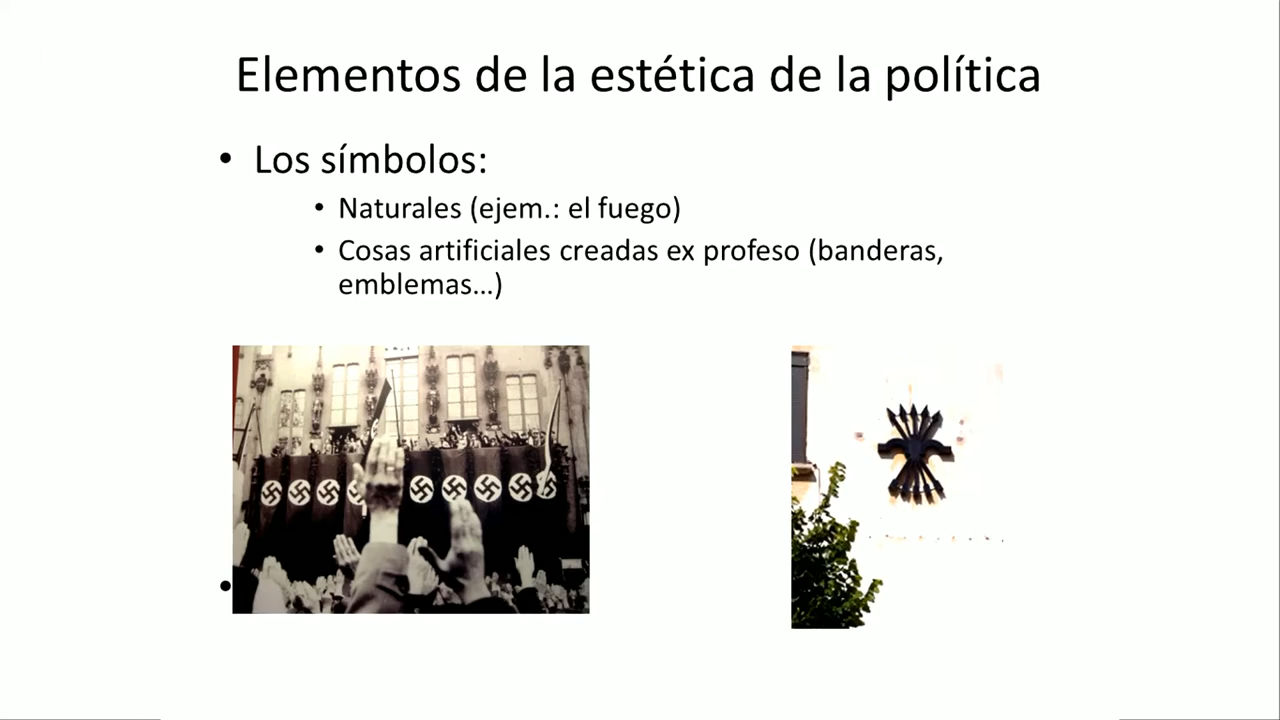 Elementos de la estética de la política
• Los símbolos:
• Naturales (ejem.: el fuego)
• Cosas artificiales creadas ex profeso (banderas,
emblemas…)
•